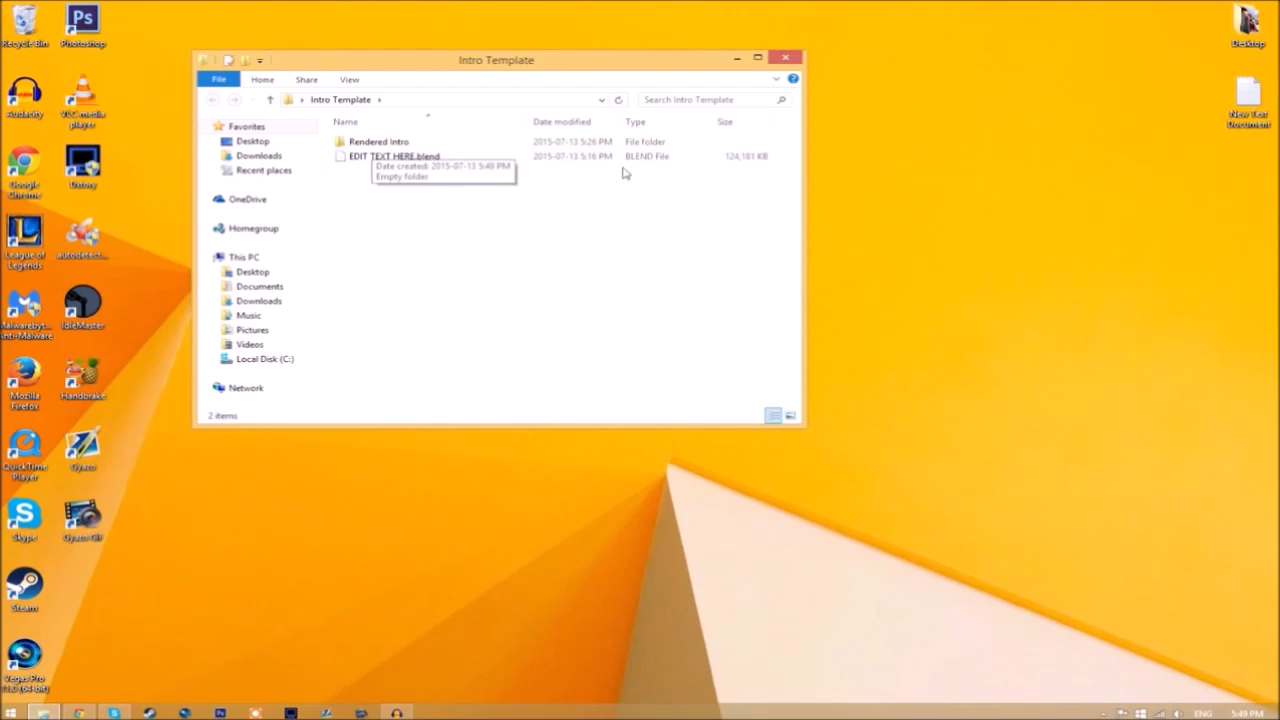 Recycle Bin
Photoshop
Desktop
Intro Template
File
Home
Share
View
Intro Template
Search Intro Template
Audacity
VLC media
player
New Text
Document
Name
Date modified
Type
Size
Favorites
Desktop
Downloads
Recent places
Rendered Intro
2015-07-13 5:26 PM
File folder
EDIT TEXT HERE.blend
2015-07-13 5:16 PM
BLEND File
124,181 KB
Date created: 2015-07-13 5:49 PM
Empty folder
Google
Chrome
Dxtory
OneDrive
Homegroup
League of
Legends
autodetect...
This PC
Desktop
Documents
Downloads
Music
Pictures
Videos
Local Disk (C:)
Network
Malwarebyt...
Anti-Malware
IdleMaster
Mozilla
Firefox
Handbrake
2 items
QuickTime
Player
Gyazo
Skype
Gyazo GIF
Steam
Vegas Pro
11.0 (64-bit)
ENG
5:49 PM